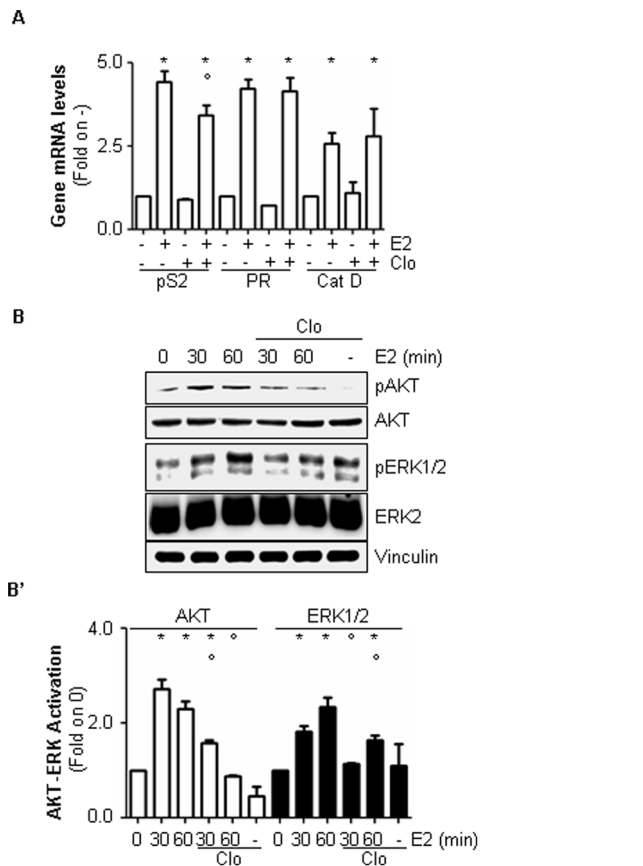 A
Gene mRNA levels
(Fold on -)
5.0
2.5
0.0
* * * * * *
°
- + - + - + - + - + - + E2
- - + + - - + + - - + + Clo
pS2 PR Cat D
B
Clo
0 30 60 30 60 - E2 (min)
pAKT
AKT
pERK1/2
ERK2
Vinculin
B'
AKT-ERK Activation
(Fold on 0)
AKT ERK1/2
4.0
2.0
0.0
* * * ° * * ° *
° °
0 30 60 30 60 - 0 30 60 30 60 - E2 (min)
Clo Clo